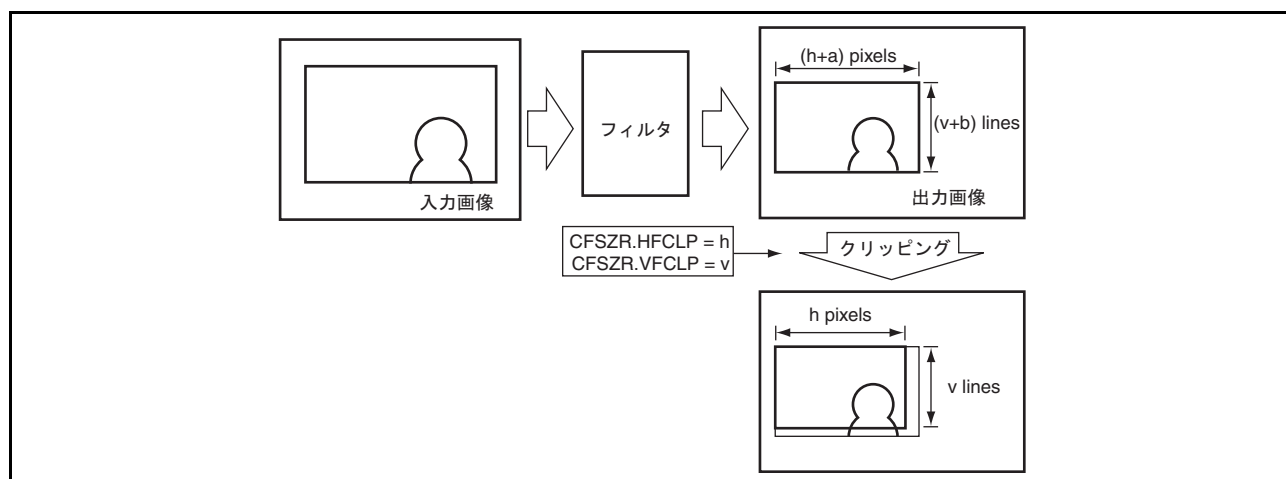 入力画像
フィルタ
(h+a) pixels
(v+b) lines
出力画像
CFSZR.HFCLP = h
CFSZR.VFCLP = v
クリッピング
h pixels
v lines